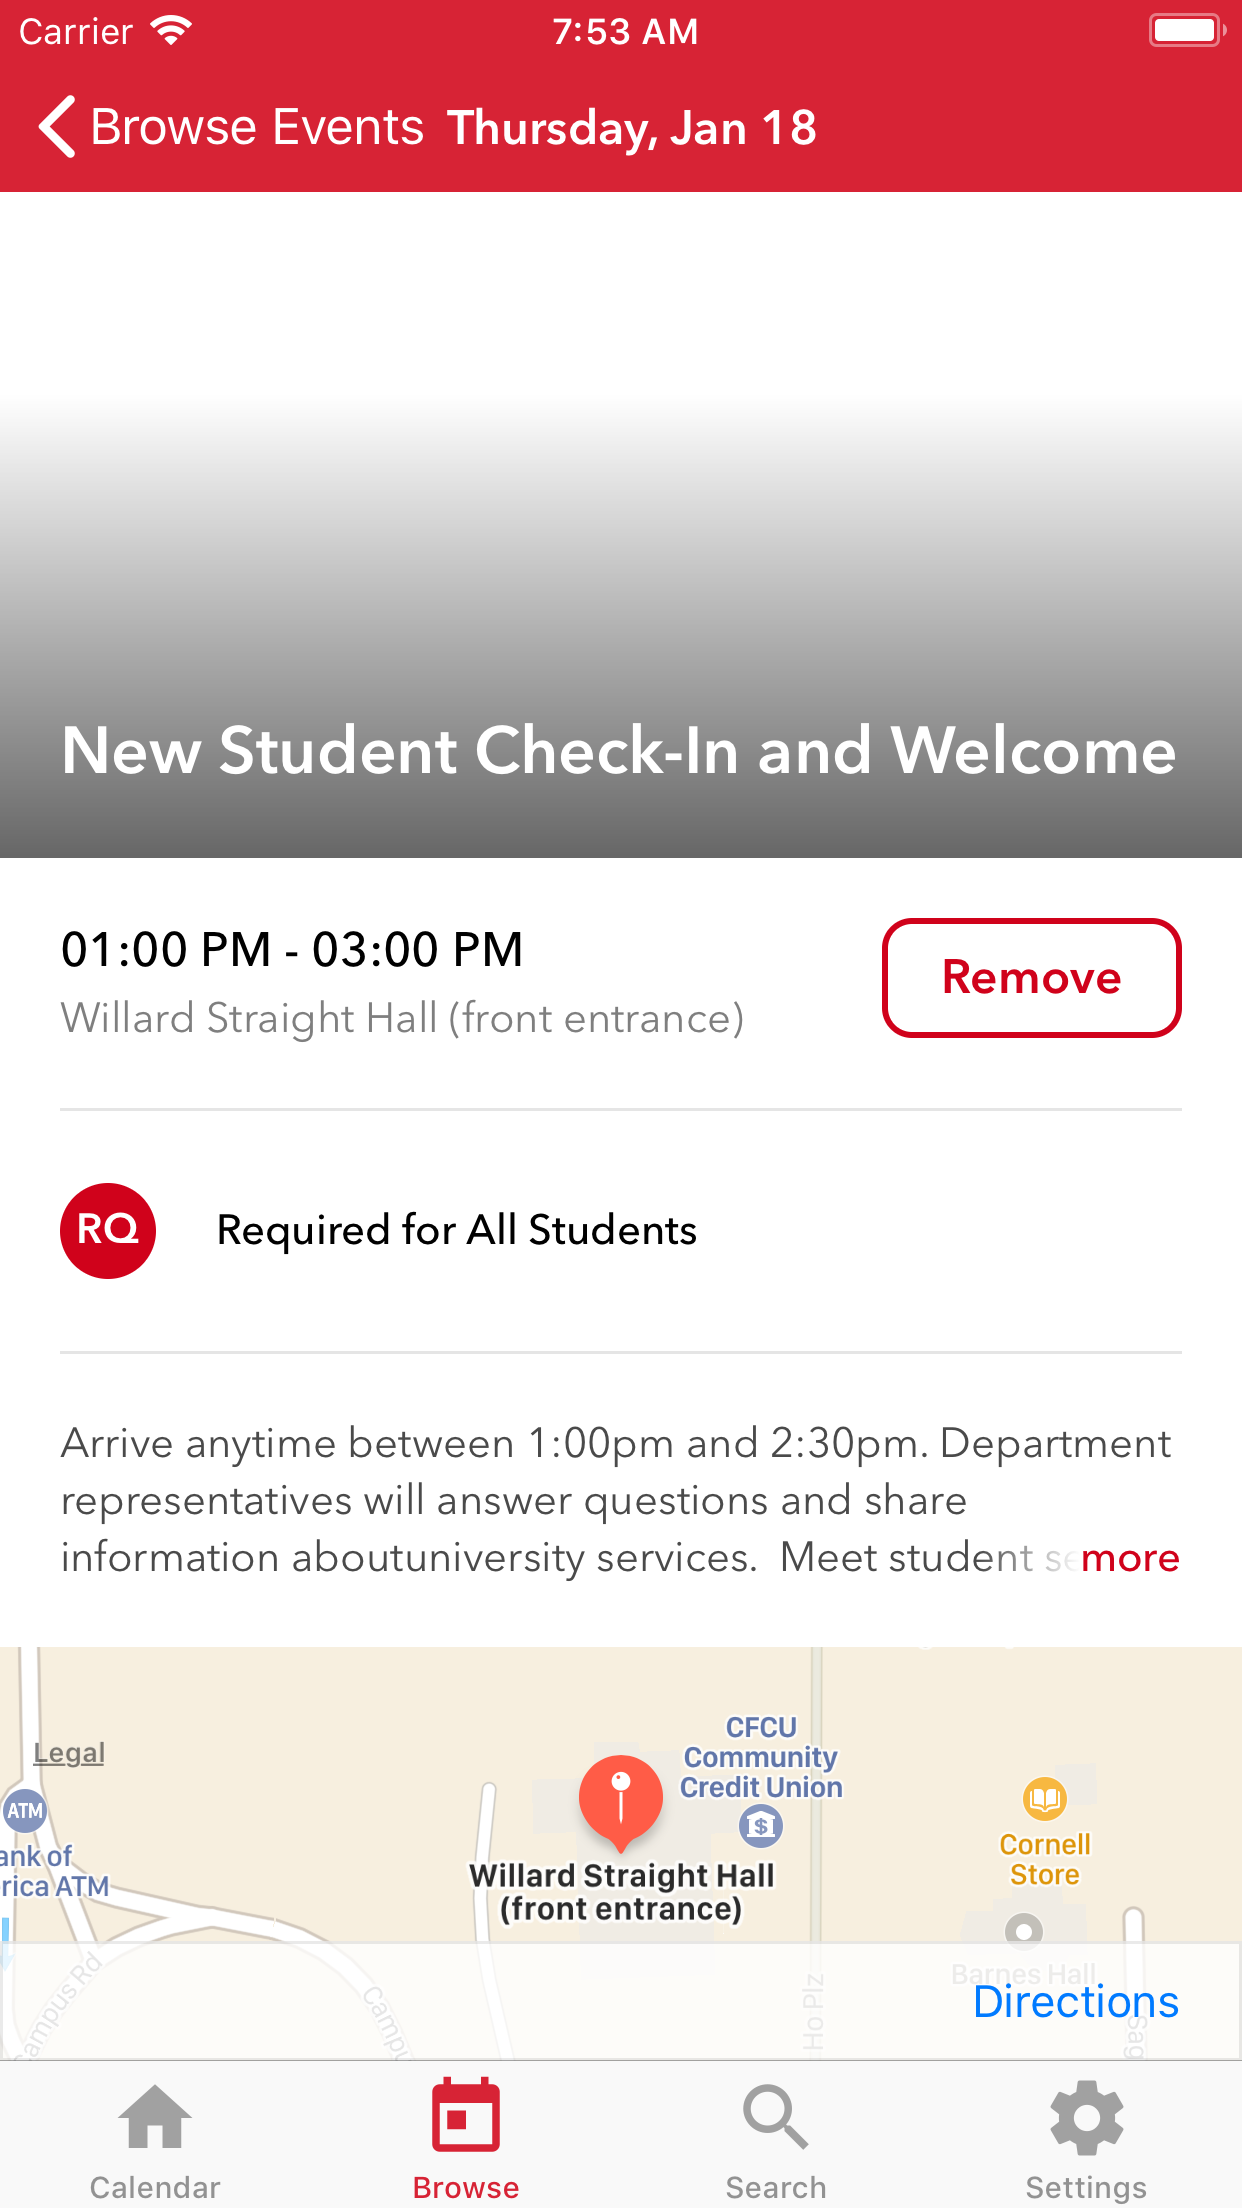 Carrier 7:53 AM
Browse Events Thursday, Jan 18
New Student Check-In and Welcome
01:00 PM - 03:00 PM
Willard Straight Hall (front entrance)
Remove
RQ Required for All Students
Arrive anytime between 1:00pm and 2:30pm. Department
representatives will answer questions and share
information aboutuniversity services.  Meet student se
more
Legal
ATM
ank of
rica ATM
CFCU
Community
Credit Union
$
Willard Straight Hall
(front entrance)
Cornell
Store
Barnes Hall
Campus Rd
Campu
Ho Plz
Sag
Directions
Calendar Browse Search Settings